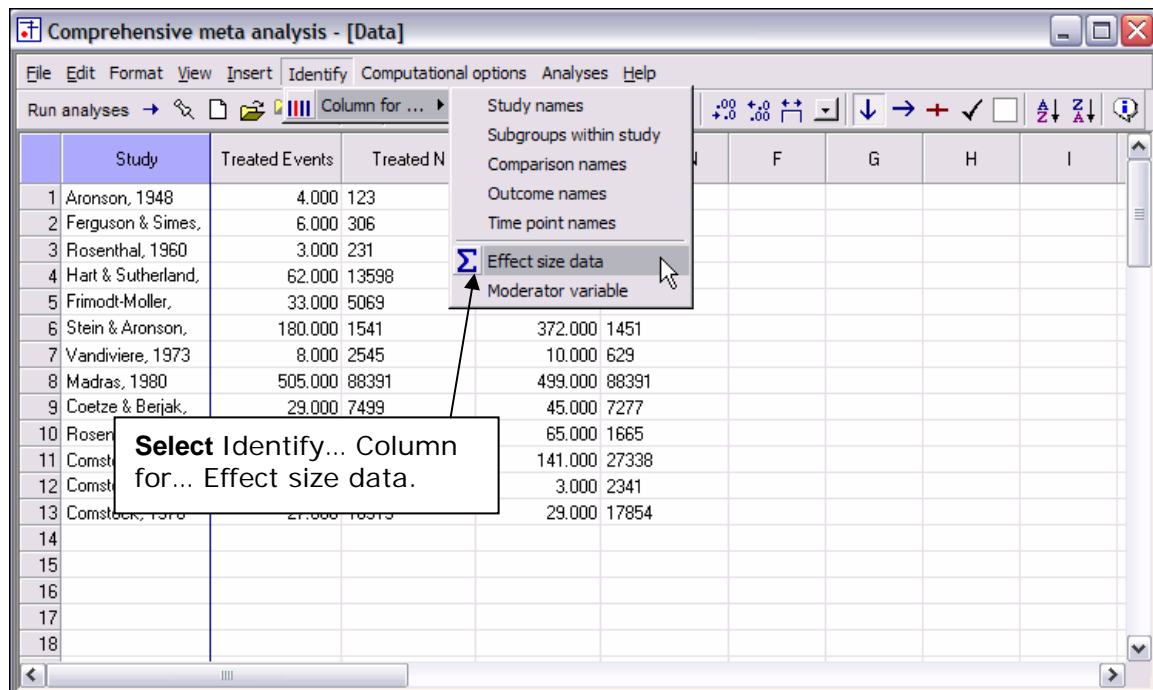 Comprehensive meta analysis - [Data]
File Edit Format View Insert Identify Computational options Analyses Help
Run analyses
Column for ...
Study names
Subgroups within study
Comparison names
Outcome names
Time point names
Effect size data
Moderator variable
Study Treated Events Treated N F G H I
1 Aronson, 1948 4.000 123
2 Ferguson & Simes, 6.000 306
3 Rosenthal, 1960 3.000 231
4 Hart & Sutherland, 62.000 13598
5 Frimodt-Moller, 33.000 5069
6 Stein & Aronson, 180.000 1541 372.000 1451
7 Vandiviere, 1973 8.000 2545 10.000 629
8 Madras, 1980 505.000 88391 499.000 88391
9 Coetze & Berjak, 29.000 7499 45.000 7277
10 Rosen 65.000 1665
11 Comst 141.000 27338
12 Comst 3.000 2341
13 29.000 17854
14
15
16
17
18
Select Identify... Column
for... Effect size data.